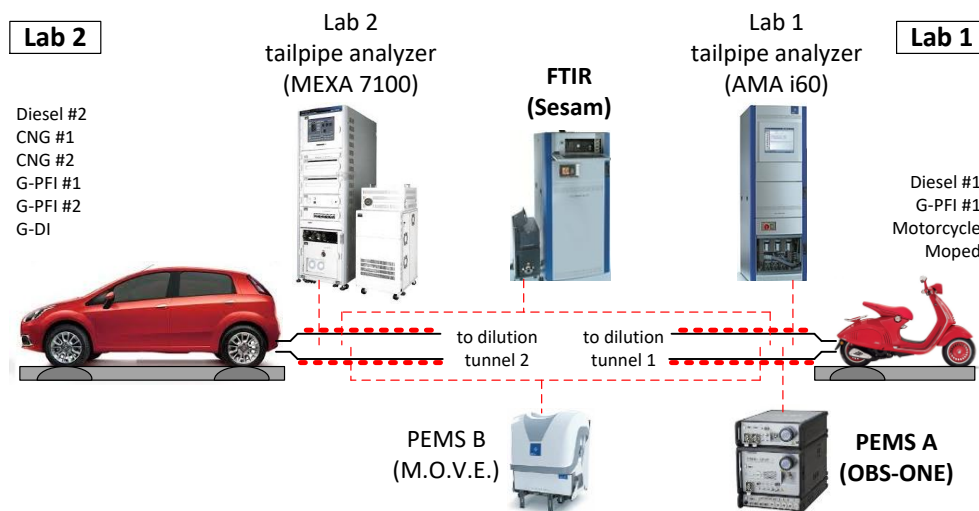 Lab 2
Lab 2
tailpipe analyzer
(MEXA 7100)
FTIR
(Sesam)
Lab 1
tailpipe analyzer
(AMA i60)
Lab 1
Diesel #2
CNG #1
CNG #2
G-PFI #1
G-PFI #2
G-DI
Diesel #1
G-PFI #1
Motorcycle
Moped
to dilution
tunnel 2
to dilution
tunnel 1
PEMS B
(M.O.V.E.)
PEMS A
(OBS-ONE)